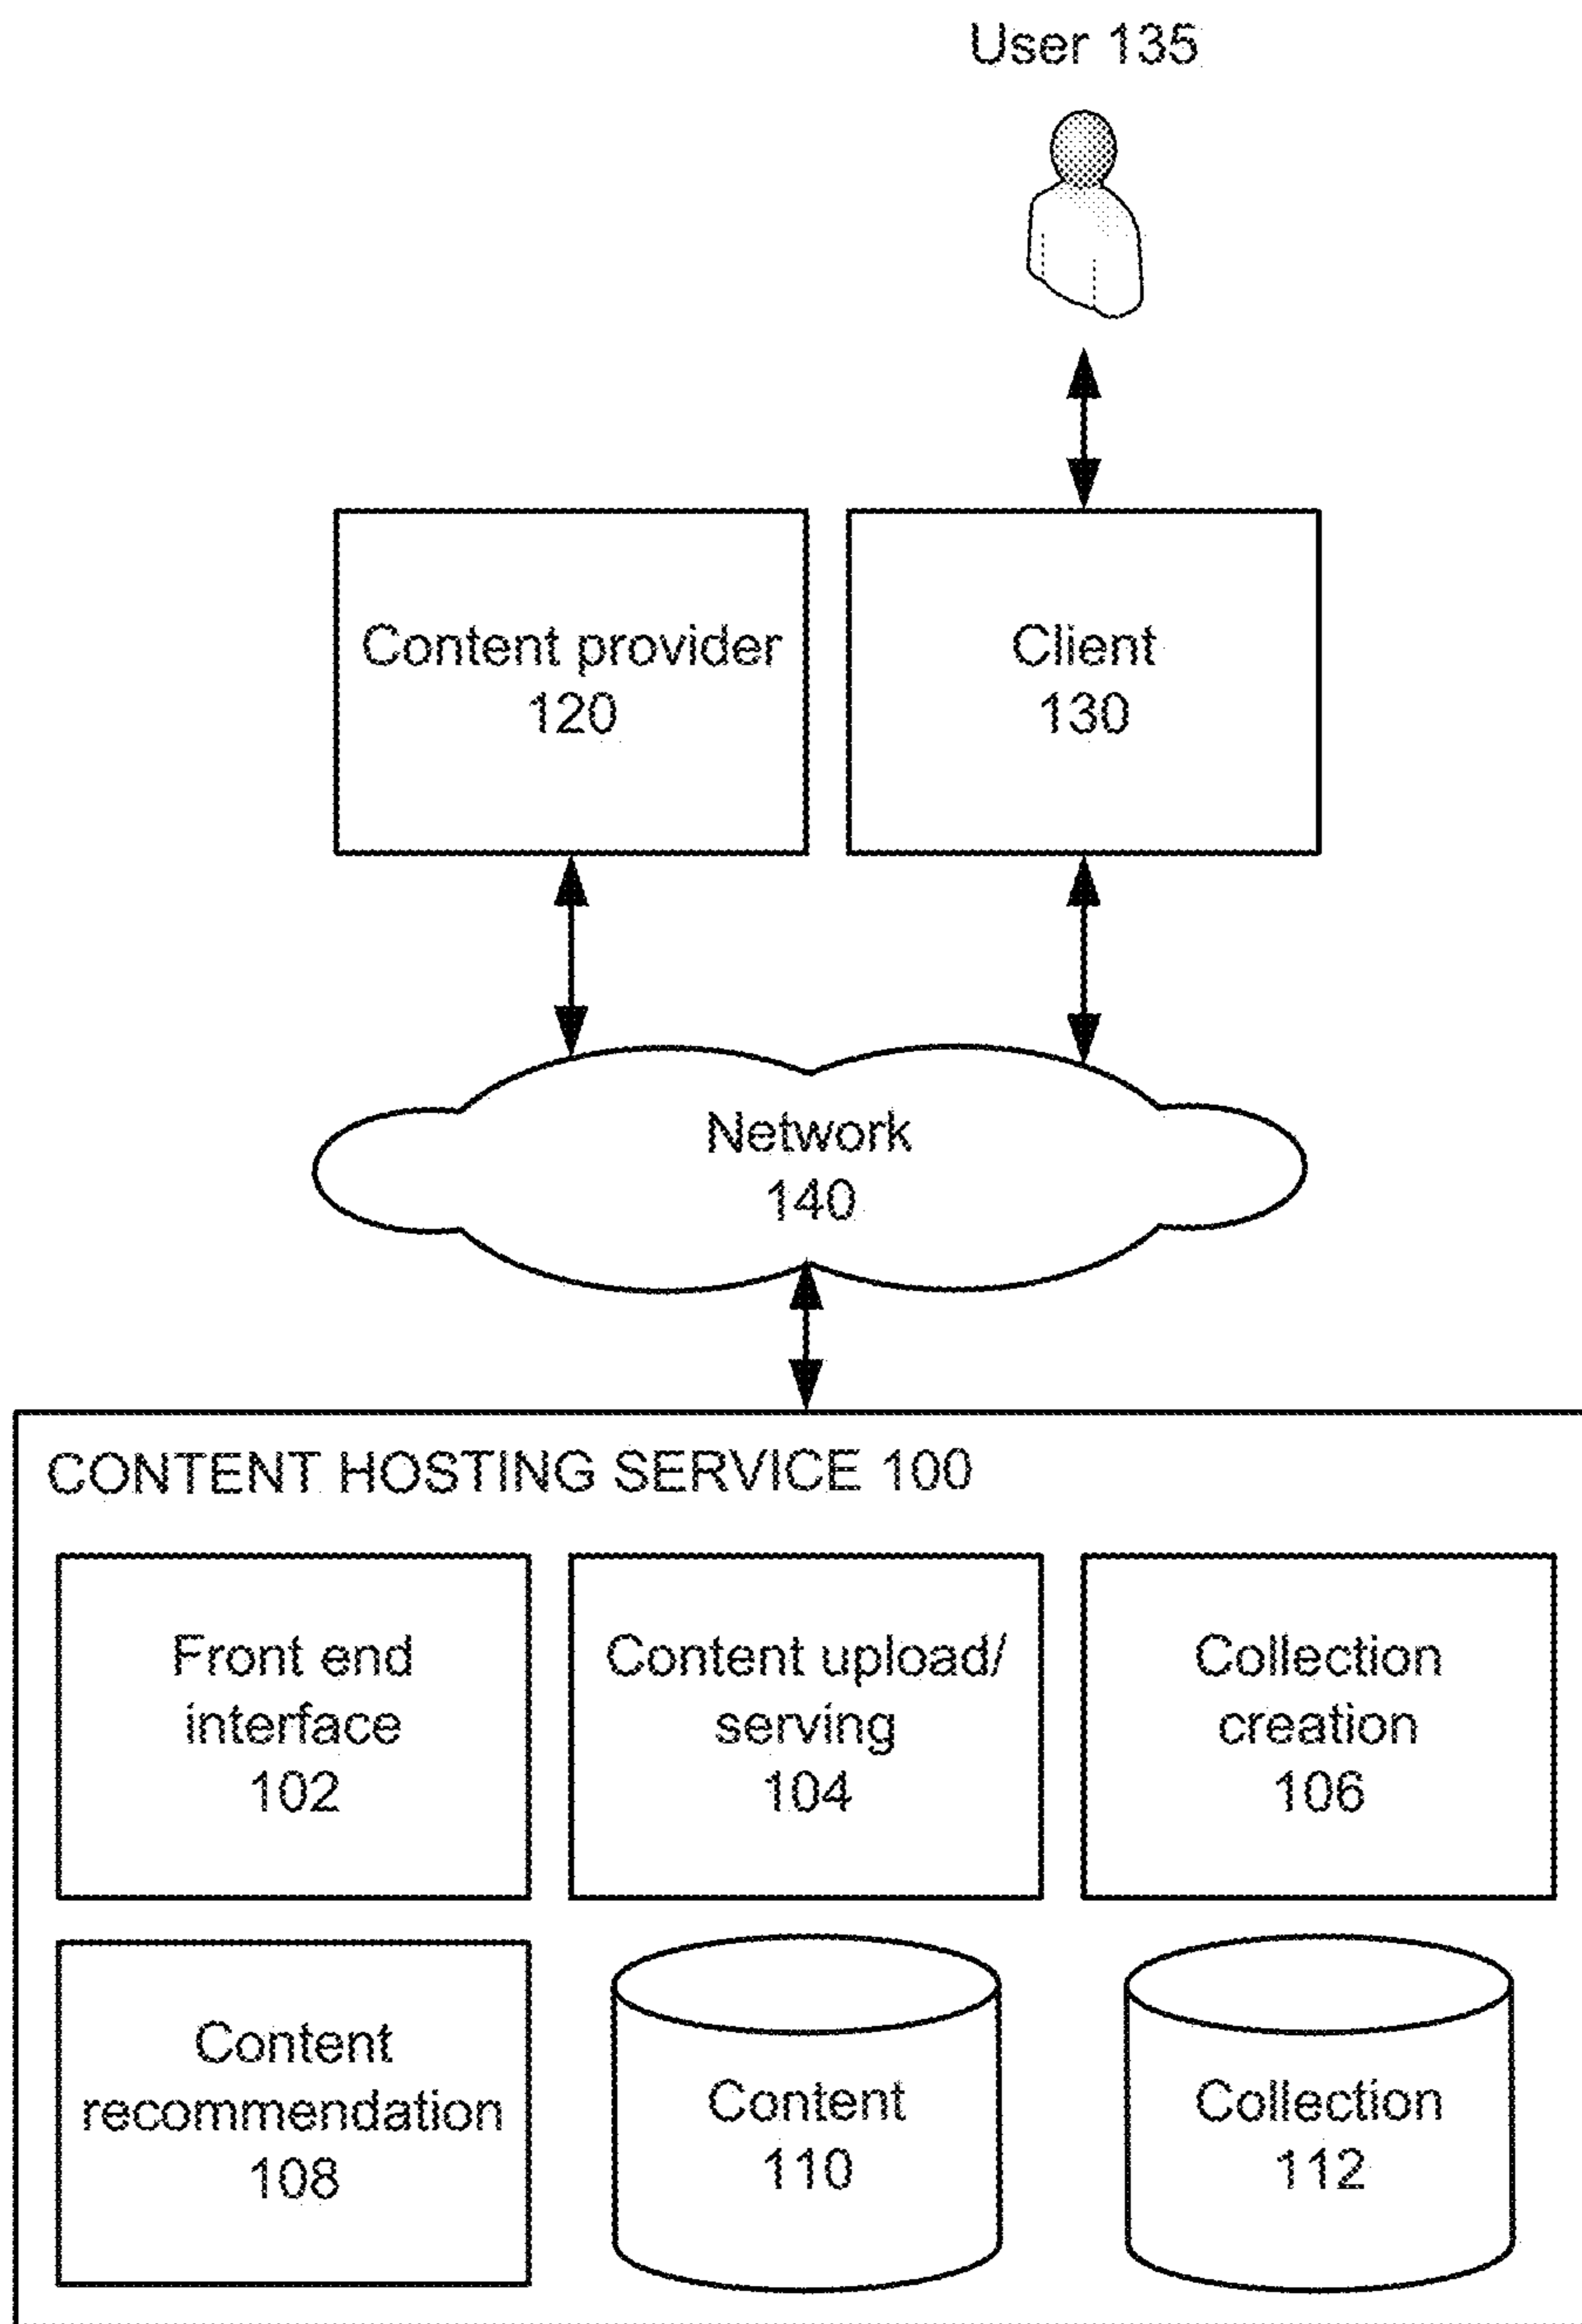 User 135
Content provider
120
Client
130
Network
140
CONTENT HOSTING SERVICE 100
Front end
interface
102
Content upload/
serving
104
Collection
creation
106
Content
recommendation
108
Content
110
Collection
112